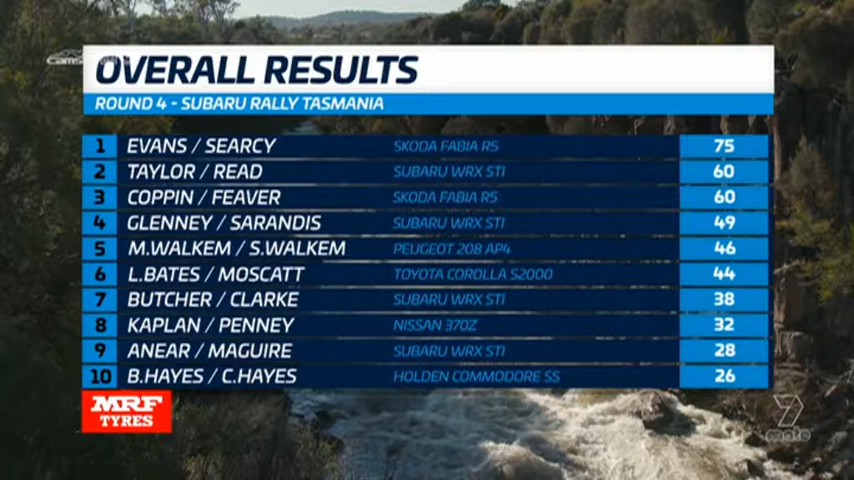 OVERALL RESULTS
ROUND 4 - SUBARU RALLY TASMANIA
1 EVANS / SEARCY SKODA FABIA R5 75
2 TAYLOR / READ SUBARU WRX STI 60
3 COPPIN / FEAVER SKODA FABIA R5 60
4 GLENNEY / SARANDIS SUBARU WRX STI 49
5 M.WALKEM / S.WALKEM PEUGEOT 208 AP4 46
6 L.BATES / MOSCATT TOYOTA COROLLA S2000 44
7 BUTCHER / CLARKE SUBARU WRX STI 38
8 KAPLAN / PENNEY NISSAN 370Z 32
9 ANEAR / MAGUIRE SUBARU WRX STI 28
10 B.HAYES / C.HAYES HOLDEN COMMODORE SS 26
MRF
TYRES
7
mate